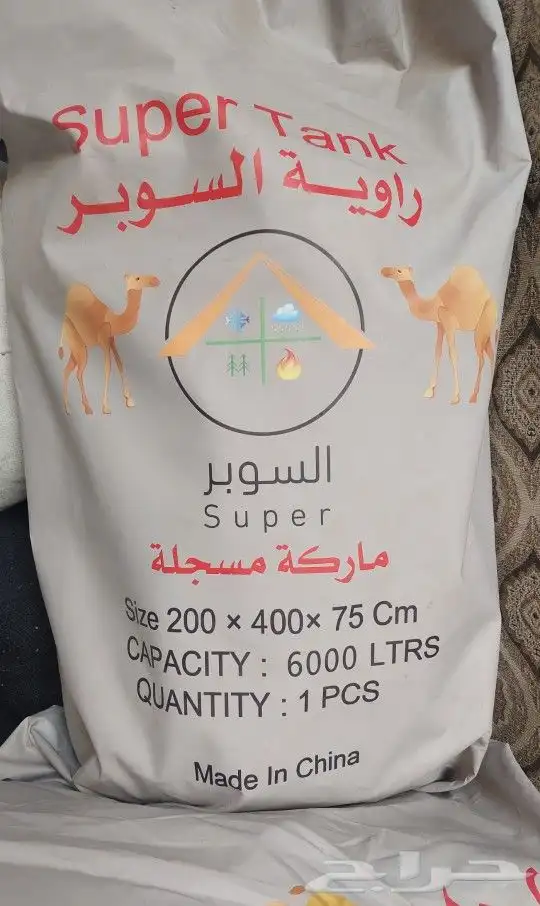 Super Tank
راوية السوبر
السوبر
Super
ماركة مسجلة
Size 200 × 400× 75 Cm
CAPACITY : 6000 LTRS
QUANTITY : 1 PCS
Made In China
حراج